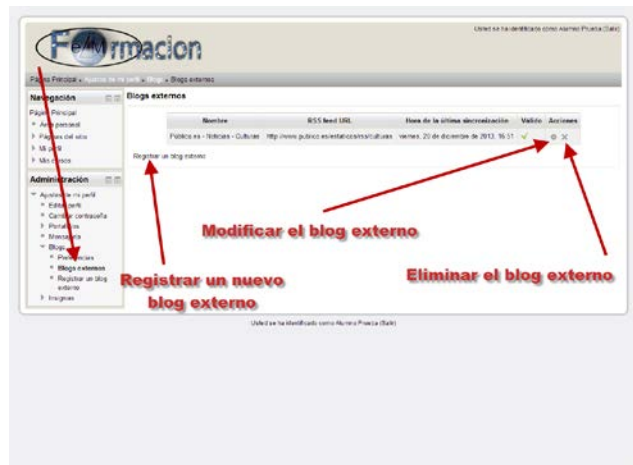 Usted se ha identificado como Alumno Prueba (Salir)
Formacion
Página Principal ▸ Ajustes de mi perfil ▸ Blogs ▸ Blogs externos
Navegación
Página Principal
Área personal
Páginas del sitio
Mi perfil
Mis cursos
Administración
Ajustes de mi perfil
Editar perfil
Cambiar contraseña
Portafolios
Mensajería
Blogs
Preferencias
Blogs externos
Registrar un blog externo
Insignias
Blogs externos
Nombre RSS feed URL Hora de la última sincronización Válido Acciones
Público.es - Noticias - Culturas http://www.publico.es/estaticos/rss/culturas viernes, 20 de diciembre de 2013, 16:51
Registrar un blog externo
Modificar el blog externo
Registrar un nuevo
blog externo
Eliminar el blog externo
Usted se ha identificado como Alumno Prueba (Salir)